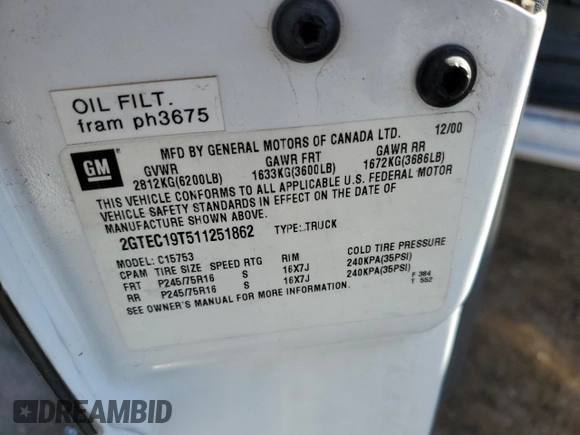 OIL FILT.
fram ph3675
GM
MFD BY GENERAL MOTORS OF CANADA LTD. 12/00
GVWR GAWR FRT GAWR RR
2812KG(6200LB) 1633KG(3600LB) 1672KG(3686LB)
THIS VEHICLE CONFORMS TO ALL APPLICABLE U.S. FEDERAL MOTOR
VEHICLE SAFETY STANDARDS IN EFFECT ON THE DATE OF
MANUFACTURE SHOWN ABOVE.
2GTEC19T511251862 TYPE: TRUCK
MODEL: C15753
CPAM TIRE SIZE SPEED RTG RIM COLD TIRE PRESSURE
FRT P245/75R16 S 16X7J 240KPA(35PSI)
RR P245/75R16 S 16X7J 240KPA(35PSI)
SEE OWNER'S MANUAL FOR MORE INFORMATION.
F 384
T 552
DREAMBID